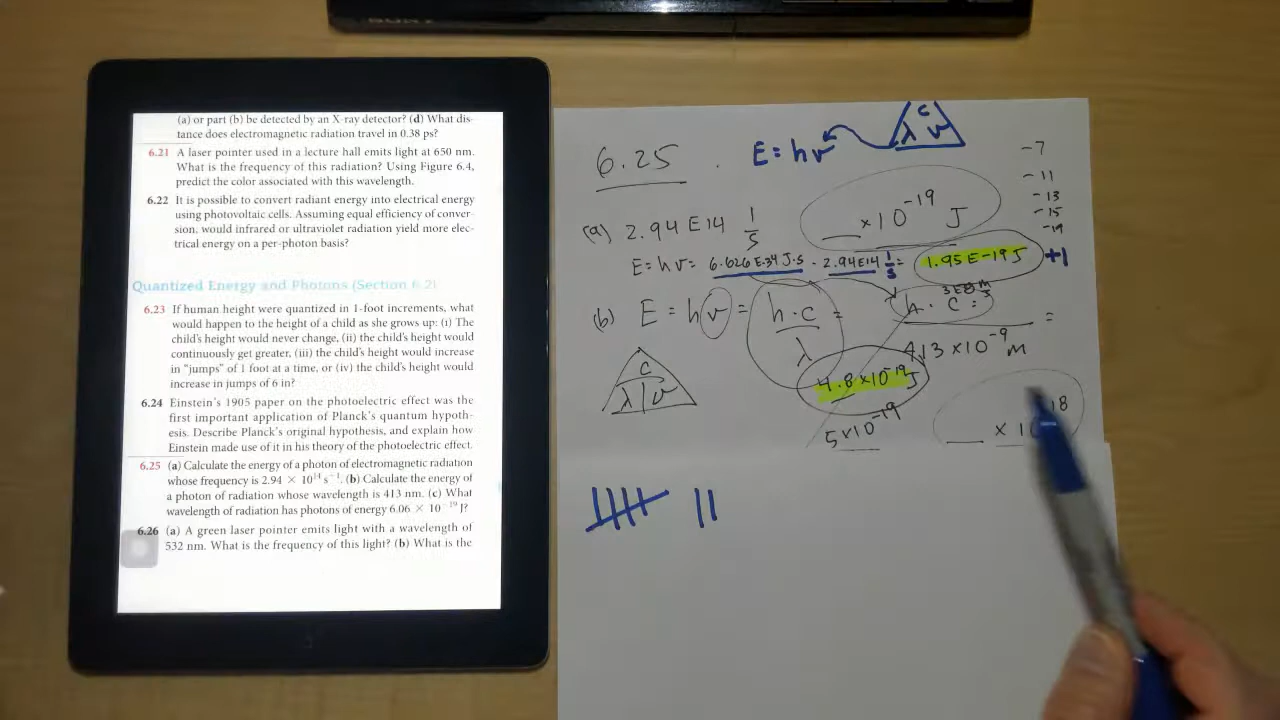 SONY
(a) or part (b) be detected by an X-ray detector? (d) What dis-
tance does electromagnetic radiation travel in 0.38 ps?
6.21 A laser pointer used in a lecture hall emits light at 650 nm.
What is the frequency of this radiation? Using Figure 6.4,
predict the color associated with this wavelength.
6.22 It is possible to convert radiant energy into electrical energy
using photovoltaic cells. Assuming equal efficiency of conver-
sion, would infrared or ultraviolet radiation yield more elec-
trical energy on a per-photon basis?
Quantized Energy and Photons (Section 6.2)
6.23 If human height were quantized in 1-foot increments, what
would happen to the height of a child as she grows up: (i) The
child's height would never change, (ii) the child's height would
continuously get greater, (iii) the child's height would increase
in "jumps" of 1 foot at a time, or (iv) the child's height would
increase in jumps of 6 in?
6.24 Einstein's 1905 paper on the photoelectric effect was the
first important application of Planck's quantum hypoth-
esis. Describe Planck's original hypothesis, and explain how
Einstein made use of it in his theory of the photoelectric effect.
6.25 (a) Calculate the energy of a photon of electromagnetic radiation
whose frequency is 2.94 × 10¹⁴ s⁻¹. (b) Calculate the energy of
a photon of radiation whose wavelength is 413 nm. (c) What
wavelength of radiation has photons of energy 6.06 × 10⁻¹⁹ J?
6.26 (a) A green laser pointer emits light with a wavelength of
532 nm. What is the frequency of this light? (b) What is the
6.25 . E = hν
c
λ ν
-7
-11
-13
-15
-19
__ × 10⁻¹⁹ J
(a) 2.94 E14 1/s
E = hν = 6.626 E-34 J·s · 2.94E14 1/s = 1.95 E-19 J +1
(b) E = hν = h·c / λ = h · c = 3E8 m/s / 413 × 10⁻⁹ m =
c
λ ν
4.8 × 10⁻¹⁹ J
5 × 10⁻¹⁹
__ × 10 18